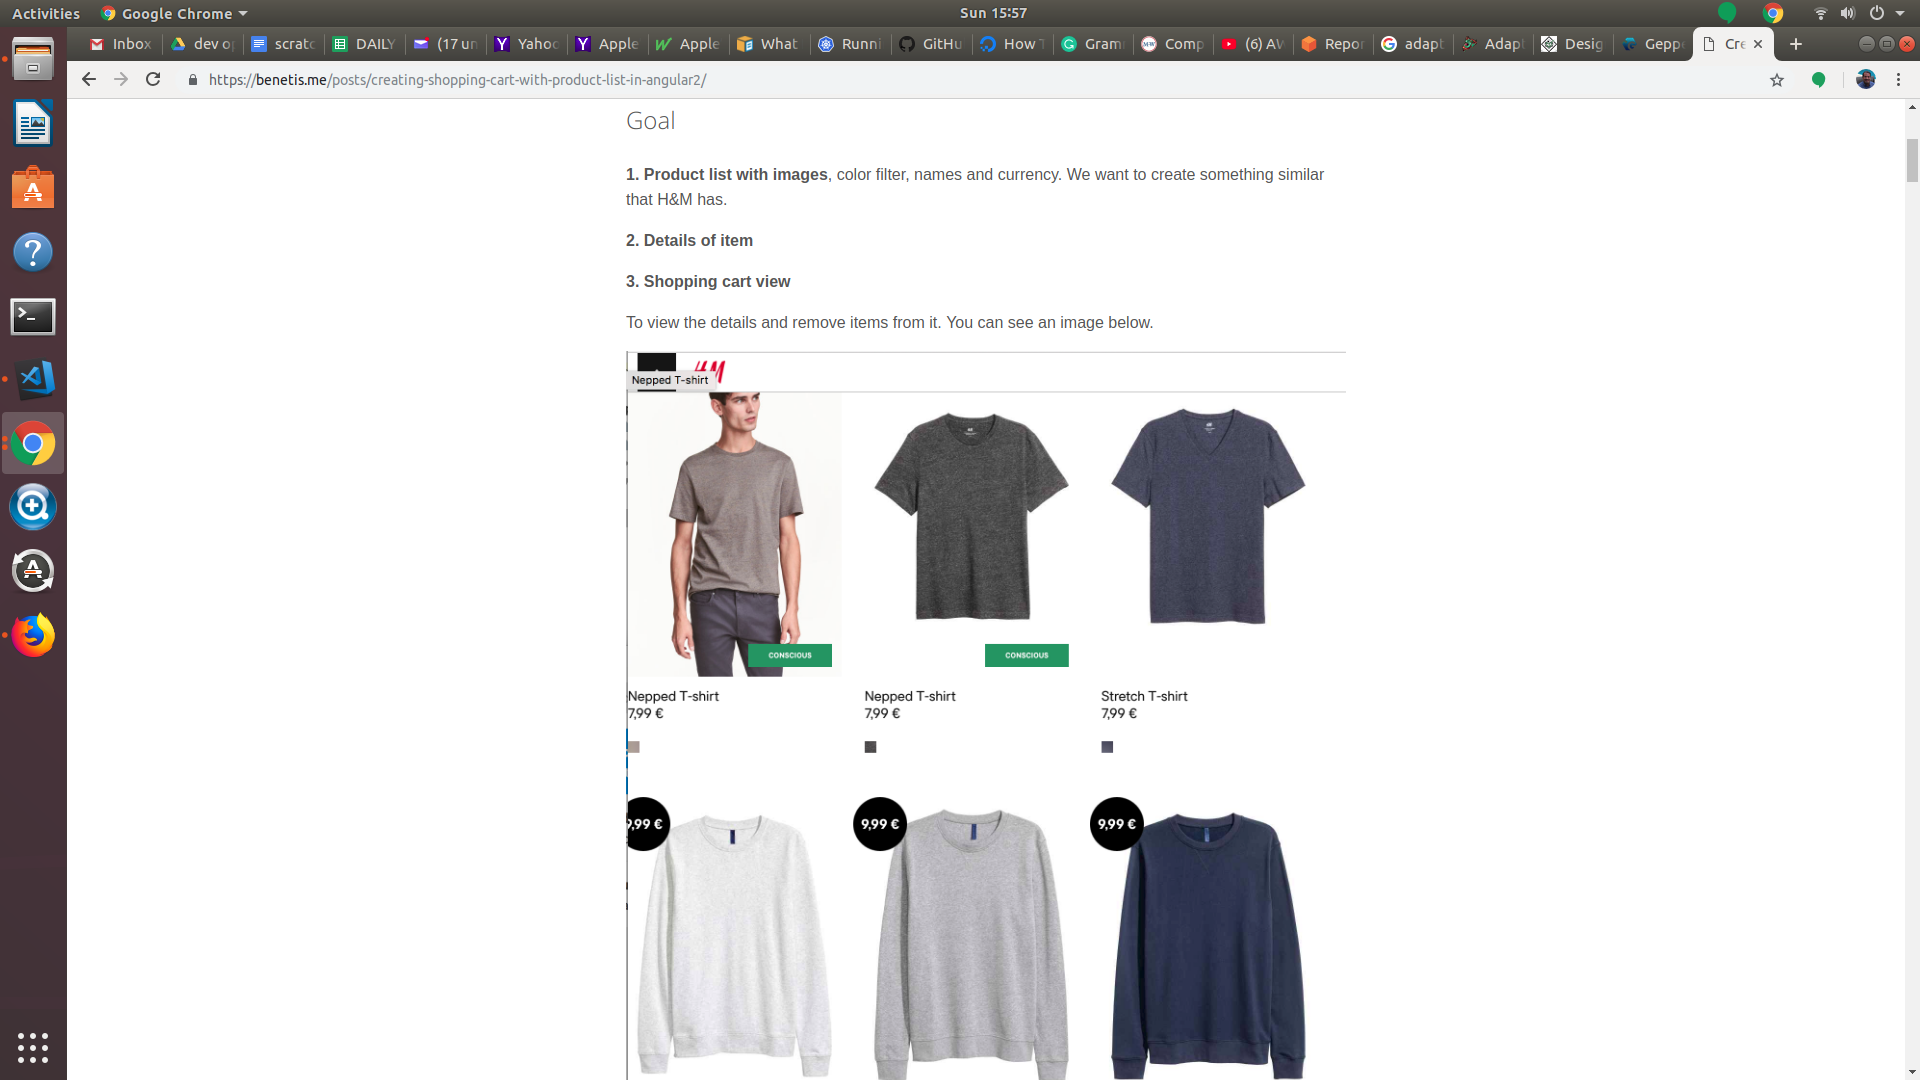 Activities
Google Chrome
Sun 15:57
Inbox
dev op
scratc
DAILY
(17 un
Yahoo
Apple
Apple
What
Runni
GitHu
How T
Gram
Comp
(6) AW
Repor
adapt
Adap
Desig
Geppe
Cre
https://benetis.me/posts/creating-shopping-cart-with-product-list-in-angular2/
Goal
1. Product list with images, color filter, names and currency. We want to create something similar
that H&M has.
2. Details of item
3. Shopping cart view
To view the details and remove items from it. You can see an image below.
H&M
Nepped T-shirt
CONSCIOUS
CONSCIOUS
Nepped T-shirt
7,99 €
Nepped T-shirt
7,99 €
Stretch T-shirt
7,99 €
9,99 €
9,99 €
9,99 €